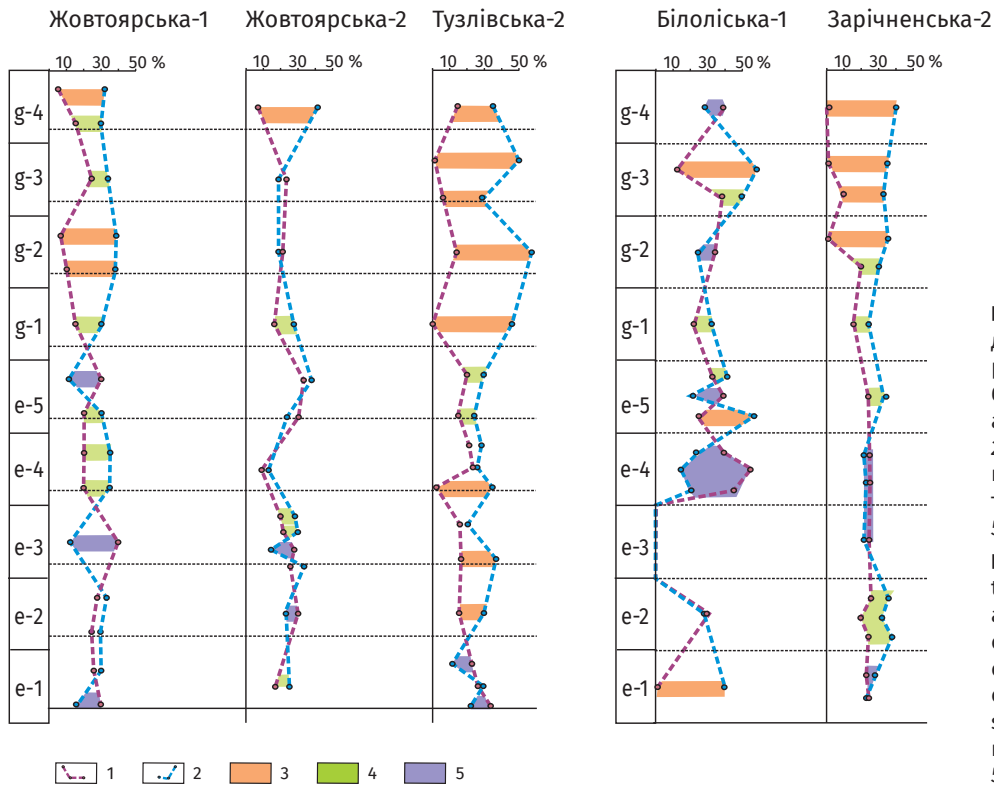 Жовтоярська-1 Жовтоярська-2 Тузлівська-2 Білоліська-1 Зарічненська-2
10 30 50 % 10 30 50 % 10 30 50 % 10 30 50 % 10 30 50 %
g-4 g-4
g-3 g-3
g-2 g-2
g-1 g-1
e-5 e-5
e-4 e-4
e-3 e-3
e-2 e-2
e-1 e-1
1 2 3 4 5